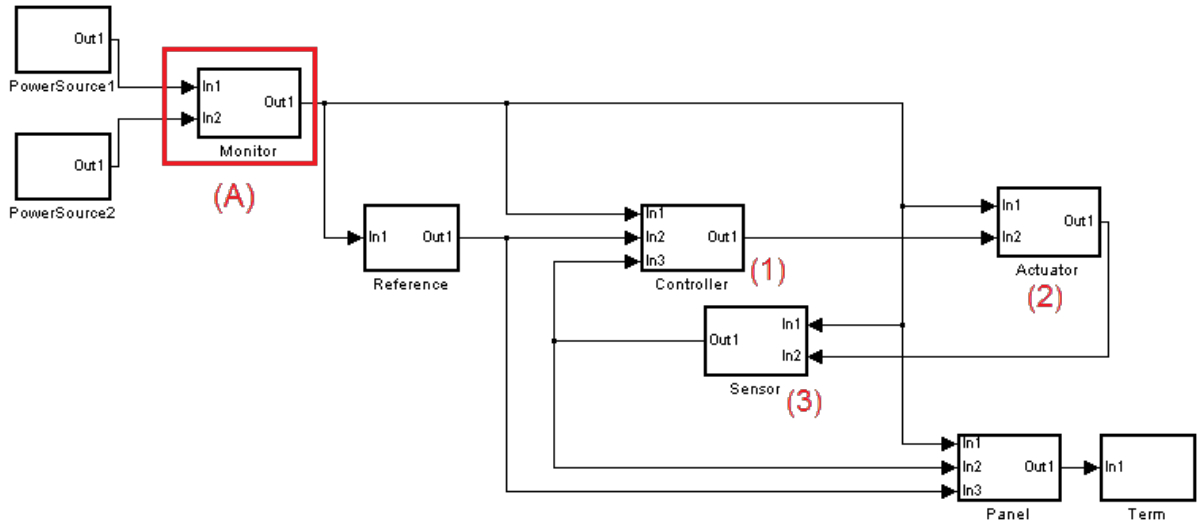 Out1
PowerSource1
In1
In2
Out1
Monitor
Out1
PowerSource2
(A)
In1
Out1
Reference
In1
In2
In3
Out1
Controller
(1)
In1
In2
Out1
Actuator
(2)
In1
In2
Out1
Sensor
(3)
In1
In2
In3
Out1
Panel
In1
Term